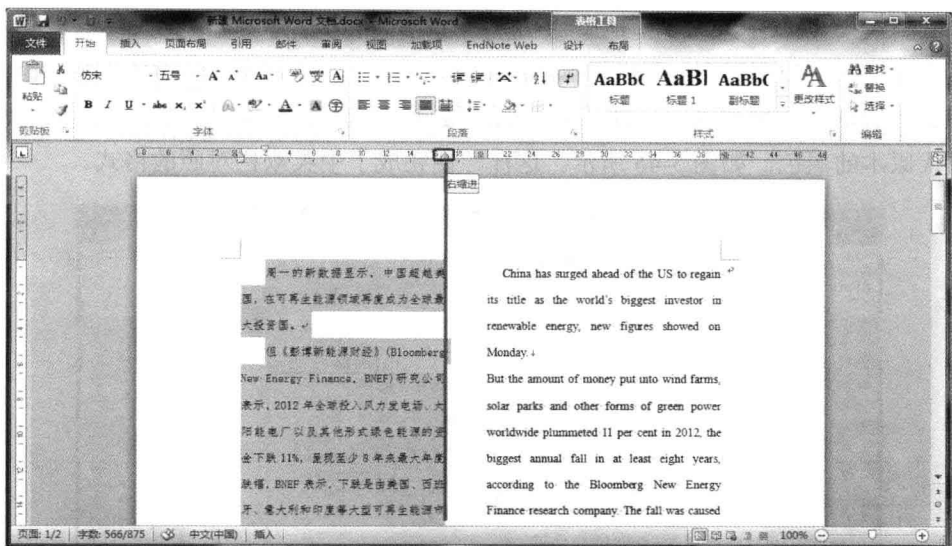 新建 Microsoft Word 文档.docx - Microsoft Word
表格工具
文件 开始 插入 页面布局 引用 邮件 审阅 视图 加载项 EndNote Web 设计 布局
粘贴
仿宋 五号
AaBbC AaBl AaBbC
标题 标题 1 副标题
更改样式
查找
替换
选择
剪贴板 字体 段落 样式 编辑
右缩进
周一的新数据显示，中国超越美
国，在可再生能源领域再度成为全球最
大投资国。
但《彭博新能源财经》(Bloomberg
New Energy Finance, BNEF)研究公司
表示，2012 年全球投入风力发电场、太
阳能电厂以及其他形式绿色能源的资
金下跌 11%，呈现至少 8 年来最大年度
跌幅。BNEF 表示，下跌是由美国、西班
牙、意大利和印度等大型可再生能源市
China has surged ahead of the US to regain
its title as the world's biggest investor in
renewable energy, new figures showed on
Monday.
But the amount of money put into wind farms,
solar parks and other forms of green power
worldwide plummeted 11 per cent in 2012, the
biggest annual fall in at least eight years,
according to the Bloomberg New Energy
Finance research company. The fall was caused
页面: 1/2 字数: 566/875 中文(中国) 插入 100%